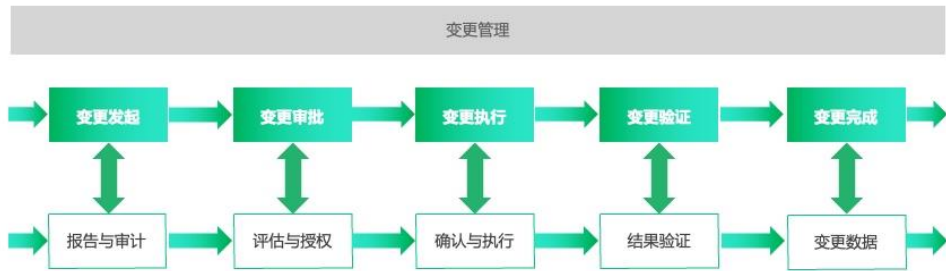 变更管理
变更发起 变更审批 变更执行 变更验证 变更完成
报告与审计 评估与授权 确认与执行 结果验证 变更数据